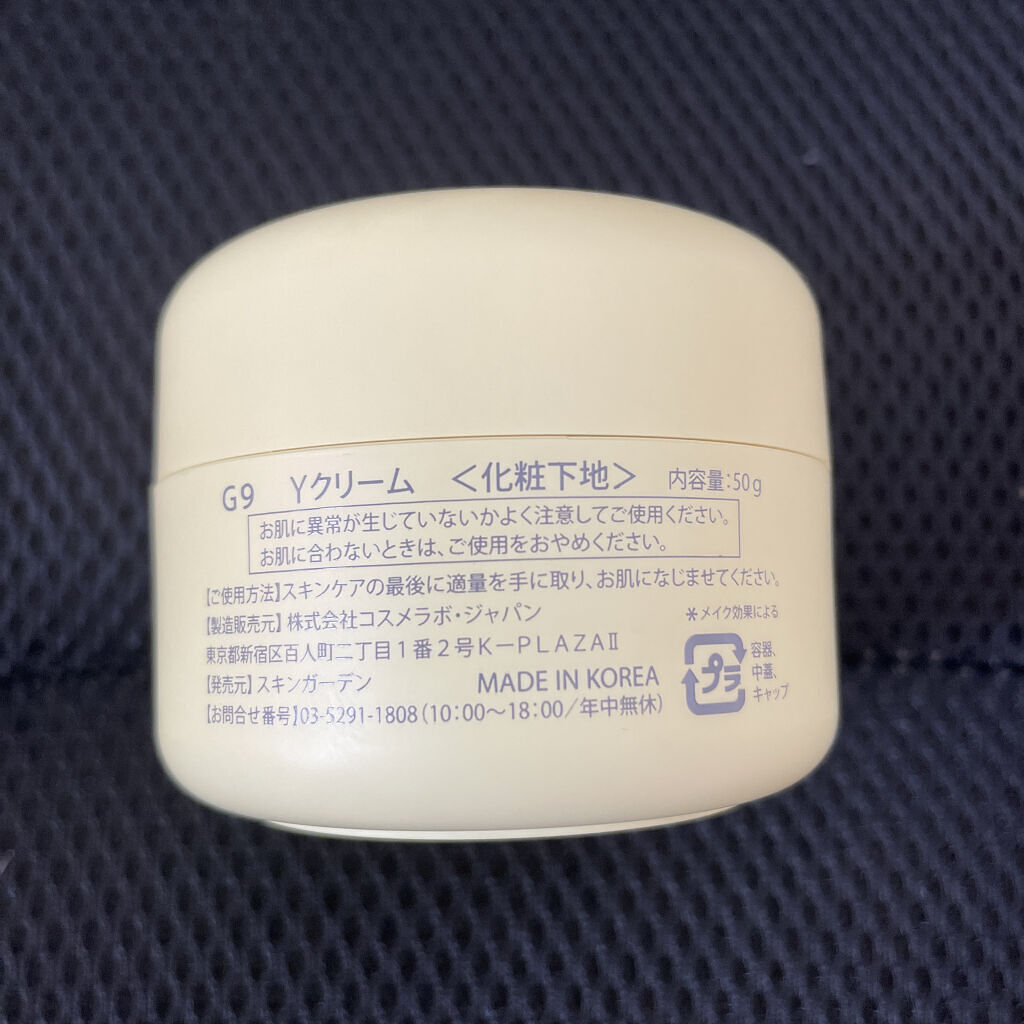 G9 Yクリーム <化粧下地> 内容量:50g
お肌に異常が生じていないかよく注意してご使用ください。
お肌に合わないときは、ご使用をおやめください。
【ご使用方法】スキンケアの最後に適量を手に取り、お肌になじませてください。
【製造販売元】株式会社コスメラボ・ジャパン
*メイク効果による
東京都新宿区百人町二丁目1番2号K-PLAZAⅡ
【発売元】スキンガーデン MADE IN KOREA
【お問合せ番号】03-5291-1808(10:00〜18:00/年中無休)
プラ
容器、
中蓋、
キャップ